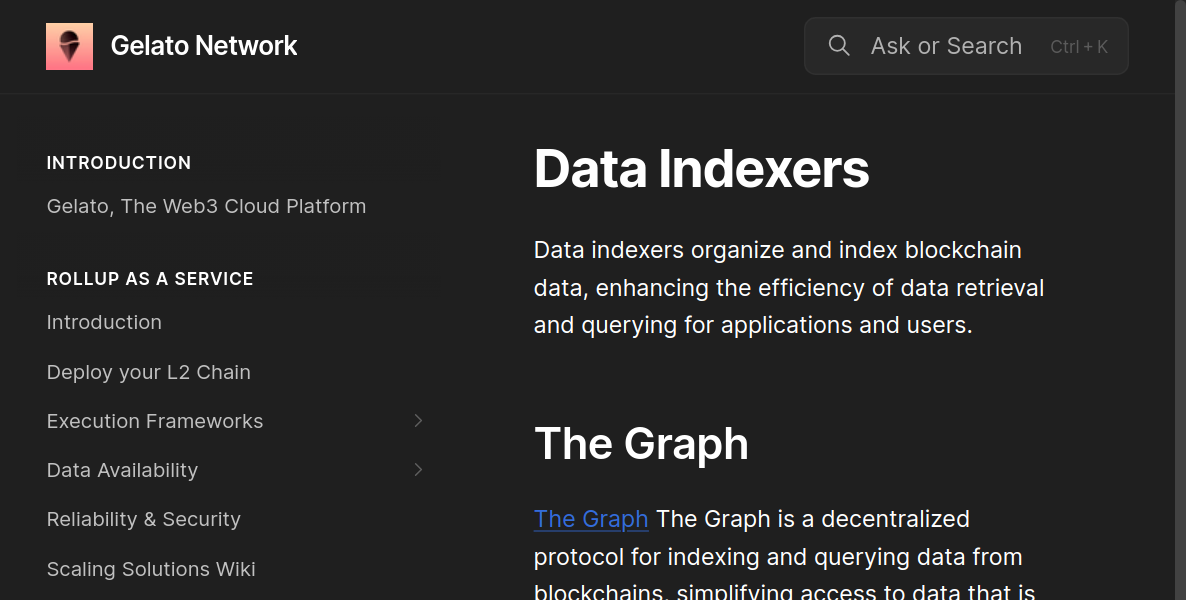 Gelato Network
Ask or Search Ctrl + K
INTRODUCTION
Gelato, The Web3 Cloud Platform
ROLLUP AS A SERVICE
Introduction
Deploy your L2 Chain
Execution Frameworks
Data Availability
Reliability & Security
Scaling Solutions Wiki
Data Indexers
Data indexers organize and index blockchain
data, enhancing the efficiency of data retrieval
and querying for applications and users.
The Graph
The Graph The Graph is a decentralized
protocol for indexing and querying data from
blockchains, simplifying access to data that is